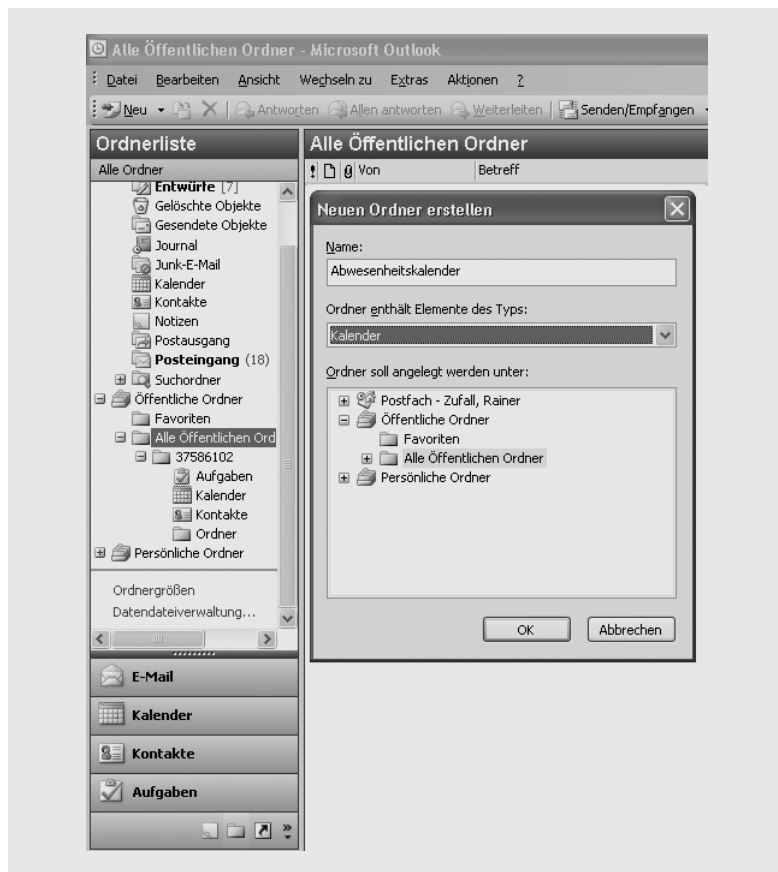 Alle Öffentlichen Ordner - Microsoft Outlook
Datei Bearbeiten Ansicht Wechseln zu Extras Aktionen ?
Neu Antworten Allen antworten Weiterleiten Senden/Empfangen
Ordnerliste
Alle Ordner
Entwürfe [7]
Gelöschte Objekte
Gesendete Objekte
Journal
Junk-E-Mail
Kalender
Kontakte
Notizen
Postausgang
Posteingang (18)
Suchordner
Öffentliche Ordner
Favoriten
Alle Öffentlichen Ord
37586102
Aufgaben
Kalender
Kontakte
Ordner
Persönliche Ordner
Ordnergrößen
Datendateiverwaltung...
E-Mail
Kalender
Kontakte
Aufgaben
Alle Öffentlichen Ordner
Von Betreff
Neuen Ordner erstellen
Name:
Abwesenheitskalender
Ordner enthält Elemente des Typs:
Kalender
Ordner soll angelegt werden unter:
Postfach - Zufall, Rainer
Öffentliche Ordner
Favoriten
Alle Öffentlichen Ordner
Persönliche Ordner
OK Abbrechen